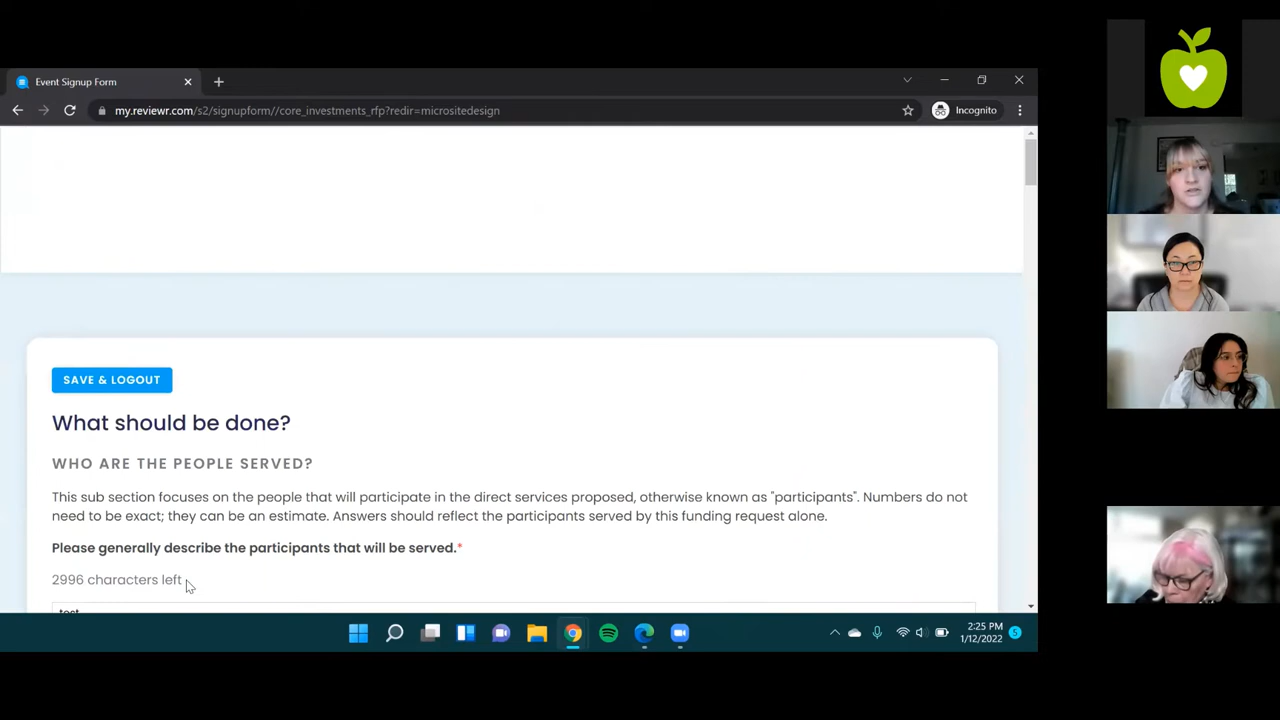 Event Signup Form
my.reviewr.com/s2/signupform//core_investments_rfp?redir=micrositedesign
Incognito
SAVE & LOGOUT
What should be done?
WHO ARE THE PEOPLE SERVED?
This sub section focuses on the people that will participate in the direct services proposed, otherwise known as "participants". Numbers do not
need to be exact; they can be an estimate. Answers should reflect the participants served by this funding request alone.
Please generally describe the participants that will be served.*
2996 characters left
test
2:25 PM
1/12/2022
5